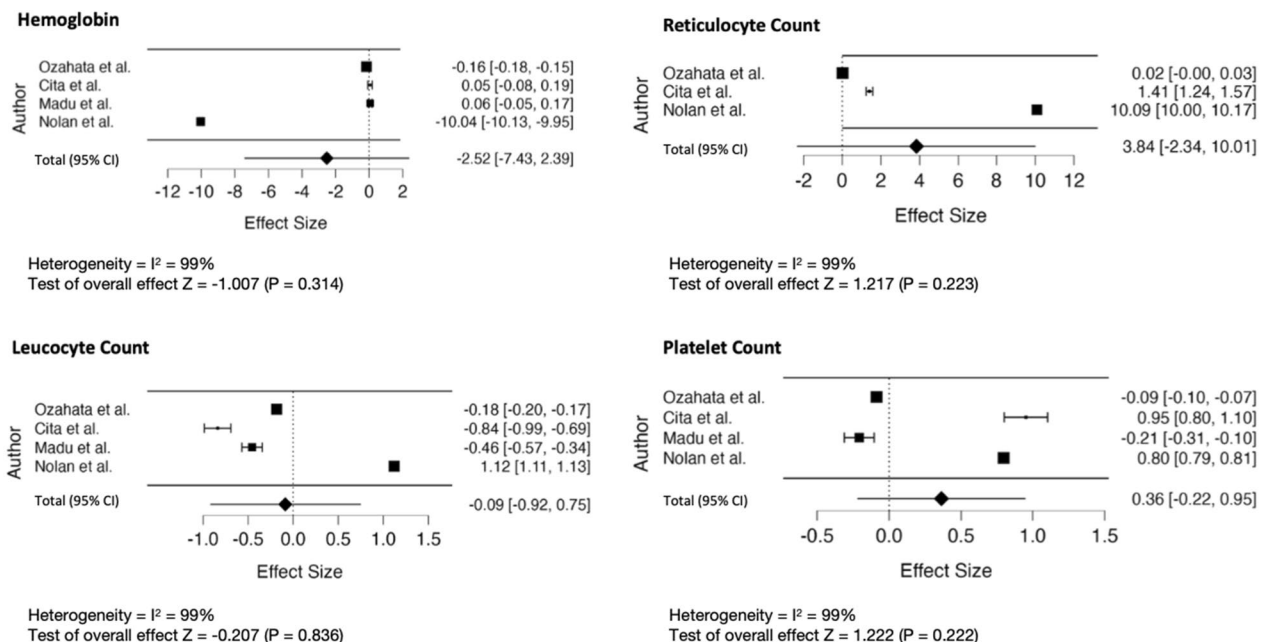 Hemoglobin
Author
Ozahata et al. -0.16 [-0.18, -0.15]
Cita et al. 0.05 [-0.08, 0.19]
Madu et al. 0.06 [-0.05, 0.17]
Nolan et al. -10.04 [-10.13, -9.95]
Total (95% CI) -2.52 [-7.43, 2.39]
-12 -10 -8 -6 -4 -2 0 2
Effect Size
Heterogeneity = I² = 99%
Test of overall effect Z = -1.007 (P = 0.314)
Reticulocyte Count
Author
Ozahata et al. 0.02 [-0.00, 0.03]
Cita et al. 1.41 [1.24, 1.57]
Nolan et al. 10.09 [10.00, 10.17]
Total (95% CI) 3.84 [-2.34, 10.01]
-2 0 2 4 6 8 10 12
Effect Size
Heterogeneity = I² = 99%
Test of overall effect Z = 1.217 (P = 0.223)
Leucocyte Count
Author
Ozahata et al. -0.18 [-0.20, -0.17]
Cita et al. -0.84 [-0.99, -0.69]
Madu et al. -0.46 [-0.57, -0.34]
Nolan et al. 1.12 [1.11, 1.13]
Total (95% CI) -0.09 [-0.92, 0.75]
-1.0 -0.5 0.0 0.5 1.0 1.5
Effect Size
Heterogeneity = I² = 99%
Test of overall effect Z = -0.207 (P = 0.836)
Platelet Count
Author
Ozahata et al. -0.09 [-0.10, -0.07]
Cita et al. 0.95 [0.80, 1.10]
Madu et al. -0.21 [-0.31, -0.10]
Nolan et al. 0.80 [0.79, 0.81]
Total (95% CI) 0.36 [-0.22, 0.95]
-0.5 0.0 0.5 1.0 1.5
Effect Size
Heterogeneity = I² = 99%
Test of overall effect Z = 1.222 (P = 0.222)